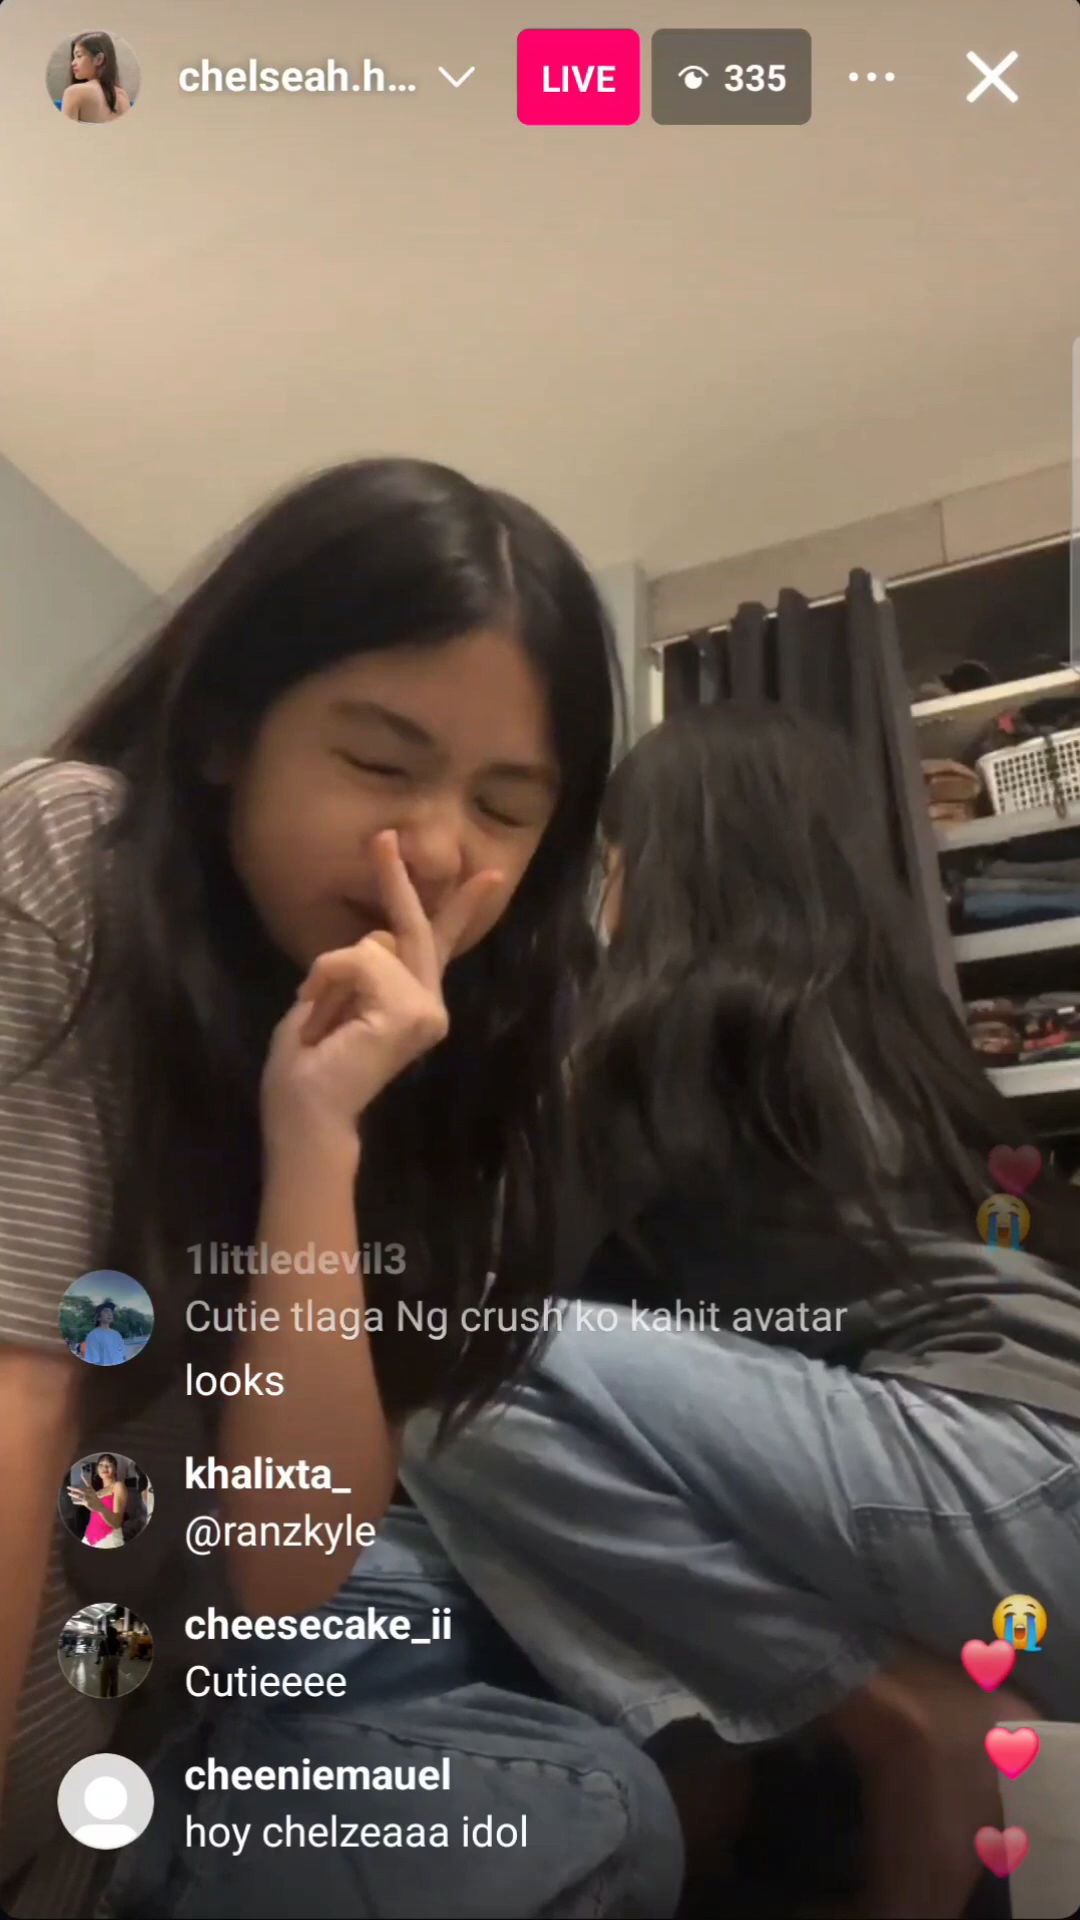 chelseah.h...
LIVE
335
1littledevil3
Cutie tlaga Ng crush ko kahit avatar
looks
khalixta_
@ranzkyle
cheesecake_ii
Cutieeee
cheeniemauel
hoy chelzeaaa idol